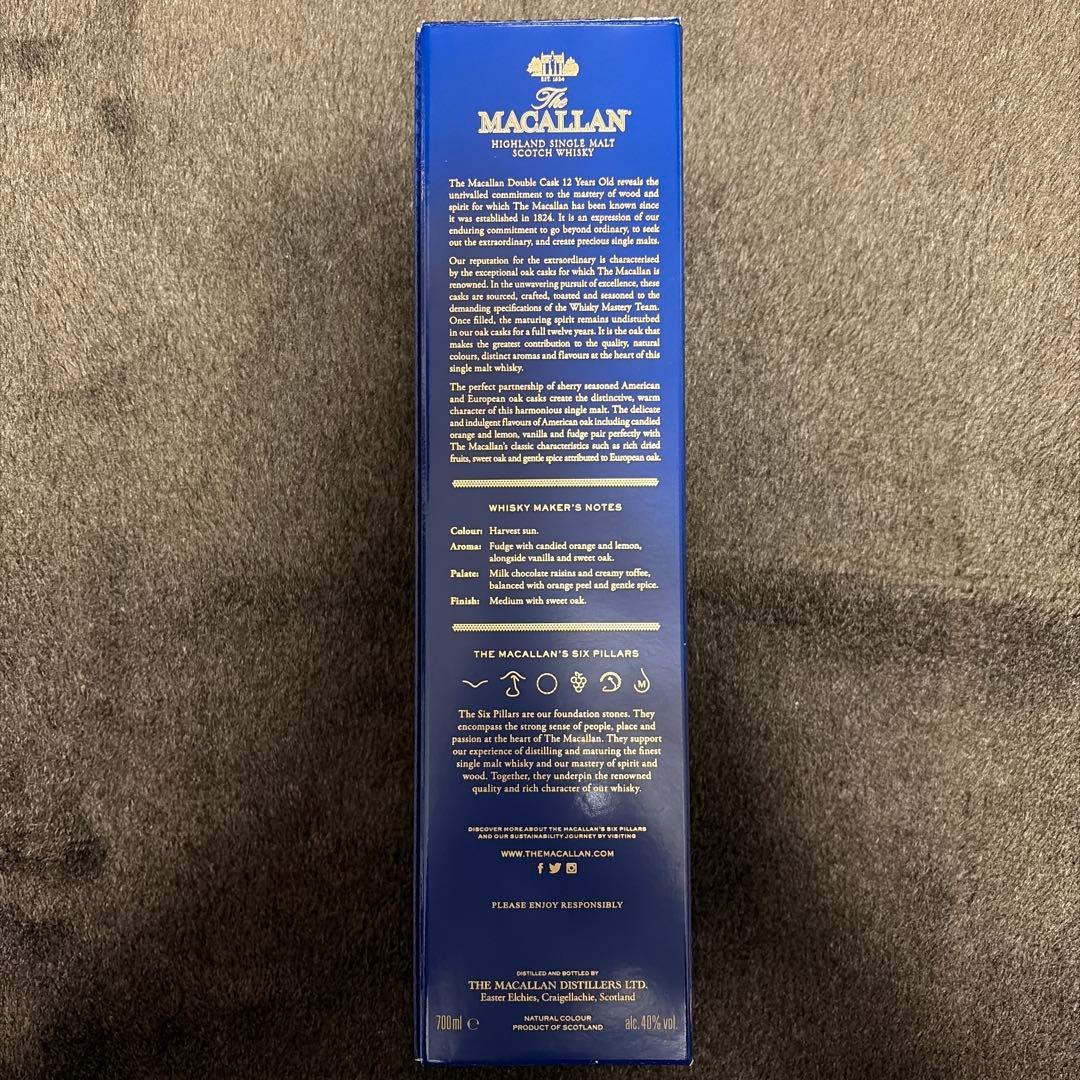 EST. 1824
The
MACALLAN®
HIGHLAND SINGLE MALT
SCOTCH WHISKY
The Macallan Double Cask 12 Years Old reveals the
unrivalled commitment to the mastery of wood and
spirit for which The Macallan has been known since
it was established in 1824. It is an expression of our
enduring commitment to go beyond ordinary, to seek
out the extraordinary, and create precious single malts.
Our reputation for the extraordinary is characterised
by the exceptional oak casks for which The Macallan is
renowned. In the unwavering pursuit of excellence, these
casks are sourced, crafted, toasted and seasoned to the
demanding specifications of the Whisky Mastery Team.
Once filled, the maturing spirit remains undisturbed
in our oak casks for a full twelve years. It is the oak that
makes the greatest contribution to the quality, natural
colours, distinct aromas and flavours at the heart of this
single malt whisky.
The perfect partnership of sherry seasoned American
and European oak casks create the distinctive, warm
character of this harmonious single malt. The delicate
and indulgent flavours of American oak including candied
orange and lemon, vanilla and fudge pair perfectly with
The Macallan's classic characteristics such as rich dried
fruits, sweet oak and gentle spice attributed to European oak.
WHISKY MAKER'S NOTES
Colour: Harvest sun.
Aroma: Fudge with candied orange and lemon,
alongside vanilla and sweet oak.
Palate: Milk chocolate raisins and creamy toffee,
balanced with orange peel and gentle spice.
Finish: Medium with sweet oak.
THE MACALLAN'S SIX PILLARS
M
The Six Pillars are our foundation stones. They
encompass the strong sense of people, place and
passion at the heart of The Macallan. They support
our experience of distilling and maturing the finest
single malt whisky and our mastery of spirit and
wood. Together, they underpin the renowned
quality and rich character of our whisky.
DISCOVER MORE ABOUT THE MACALLAN'S SIX PILLARS
AND OUR SUSTAINABILITY JOURNEY BY VISITING
WWW.THEMACALLAN.COM
PLEASE ENJOY RESPONSIBLY
DISTILLED AND BOTTLED BY
THE MACALLAN DISTILLERS LTD.
Easter Elchies, Craigellachie, Scotland
700ml ℮ NATURAL COLOUR alc.40% vol.
PRODUCT OF SCOTLAND